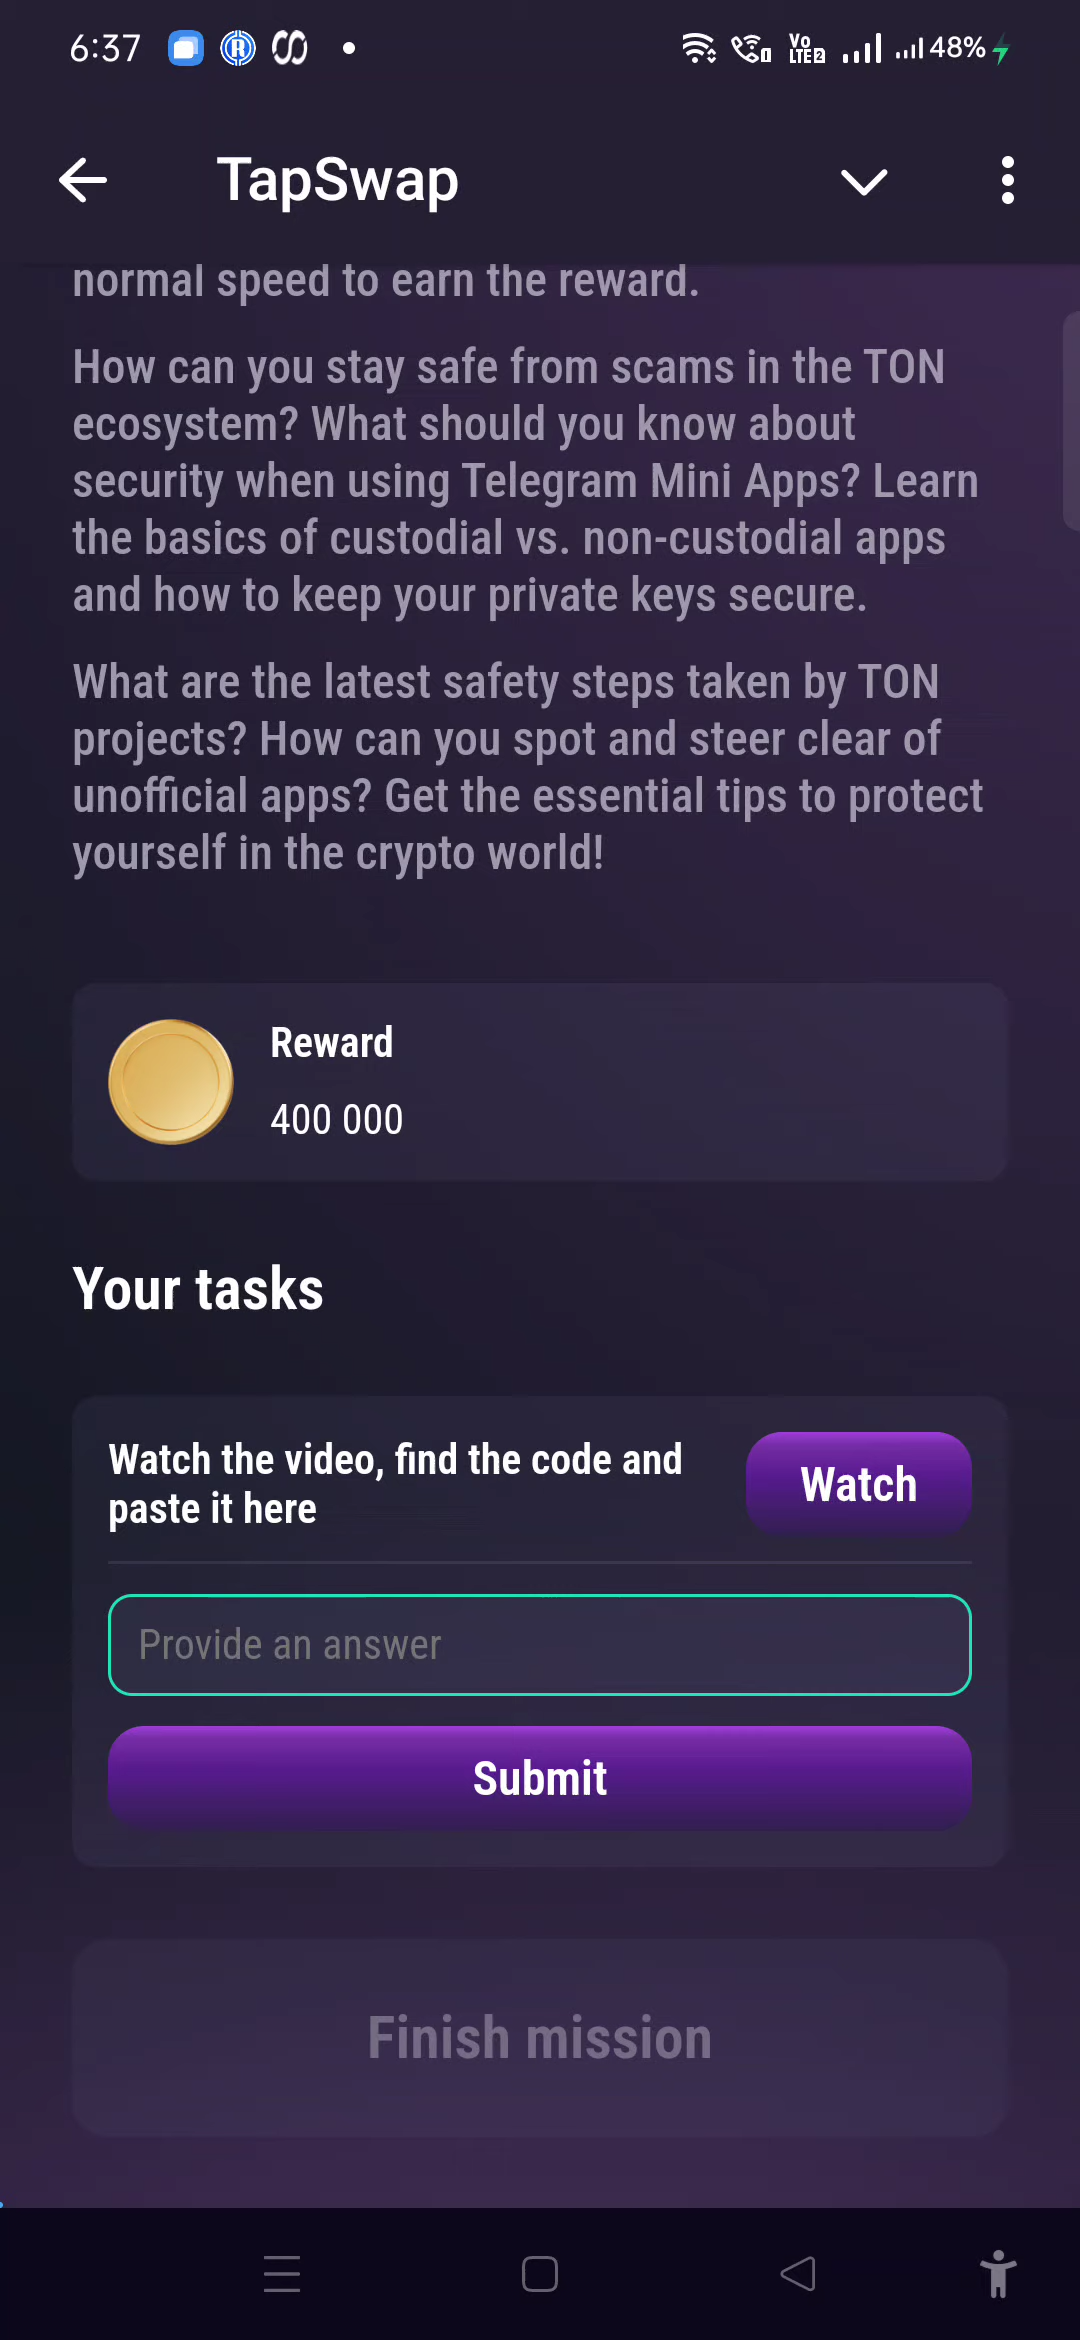 6:37
Vo
LTE2
48%
TapSwap
normal speed to earn the reward.
How can you stay safe from scams in the TON
ecosystem? What should you know about
security when using Telegram Mini Apps? Learn
the basics of custodial vs. non-custodial apps
and how to keep your private keys secure.
What are the latest safety steps taken by TON
projects? How can you spot and steer clear of
unofficial apps? Get the essential tips to protect
yourself in the crypto world!
Reward
400 000
Your tasks
Watch the video, find the code and
paste it here
Watch
Provide an answer
Submit
Finish mission